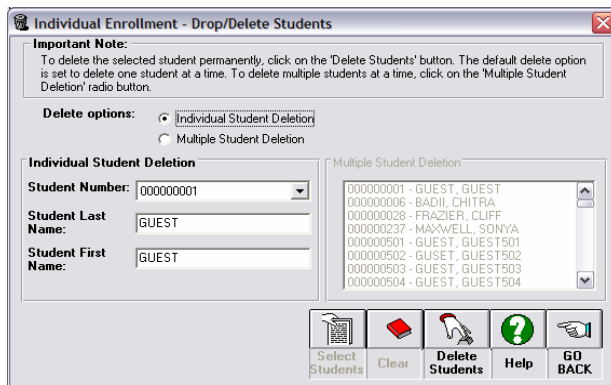 Individual Enrollment - Drop/Delete Students
Important Note:
To delete the selected student permanently, click on the 'Delete Students' button. The default delete option
is set to delete one student at a time. To delete multiple students at a time, click on the 'Multiple Student
Deletion' radio button.
Delete options:
Individual Student Deletion
Multiple Student Deletion
Individual Student Deletion
Student Number: 000000001
Student Last
Name: GUEST
Student First
Name: GUEST
Multiple Student Deletion
000000001 - GUEST, GUEST
000000006 - BADII, CHITRA
000000028 - FRAZIER, CLIFF
000000237 - MAXWELL, SONYA
000000501 - GUEST, GUEST501
000000502 - GUSET, GUEST502
000000503 - GUEST, GUEST503
000000504 - GUEST, GUEST504
Select
Students
Clear
Delete
Students
Help
GO
BACK